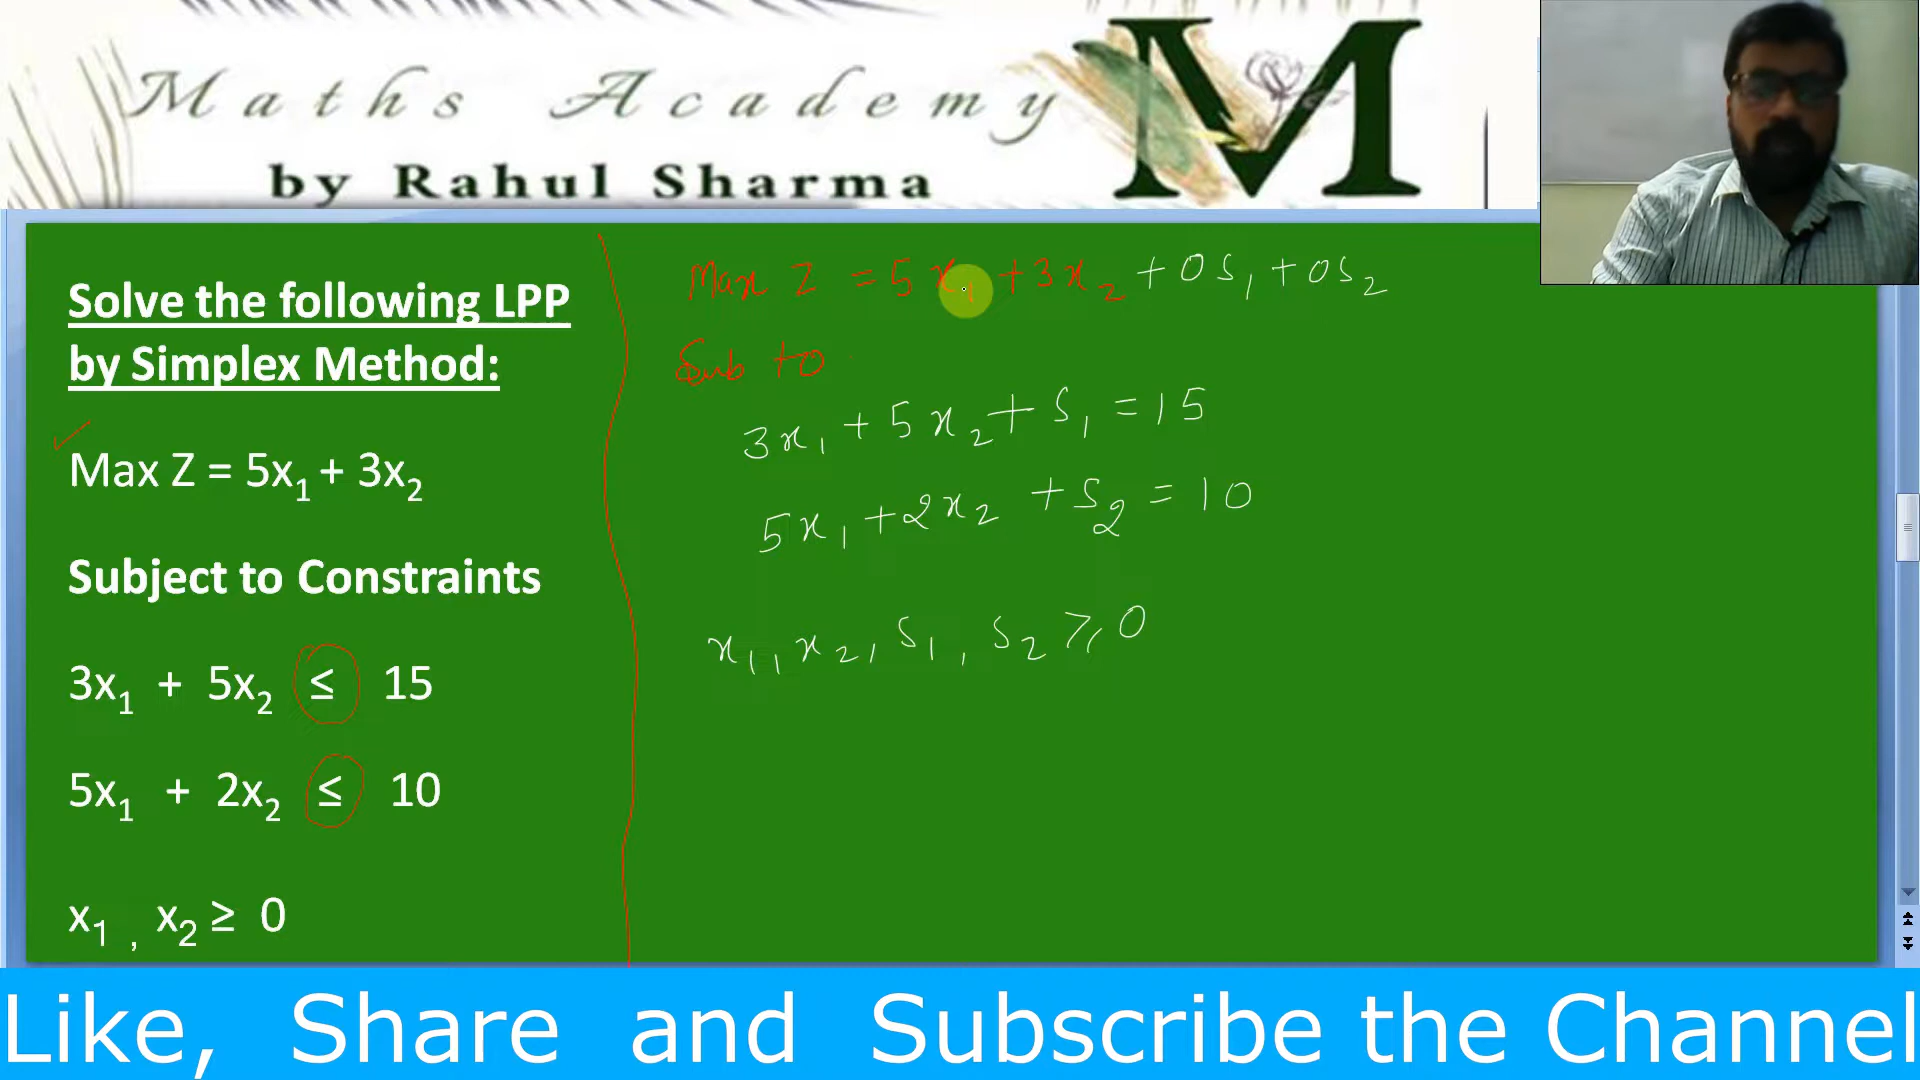 Maths Academy
by Rahul Sharma
M
Solve the following LPP
by Simplex Method:
Max Z = 5x₁ + 3x₂
Subject to Constraints
3x₁ + 5x₂ ≤ 15
5x₁ + 2x₂ ≤ 10
x₁ , x₂ ≥ 0
Max Z = 5x₁ + 3x₂ + 0s₁ + 0s₂
Sub to
3x₁ + 5x₂ + s₁ = 15
5x₁ + 2x₂ + s₂ = 10
x₁, x₂, s₁, s₂ ≥ 0
Like, Share and Subscribe the Channel